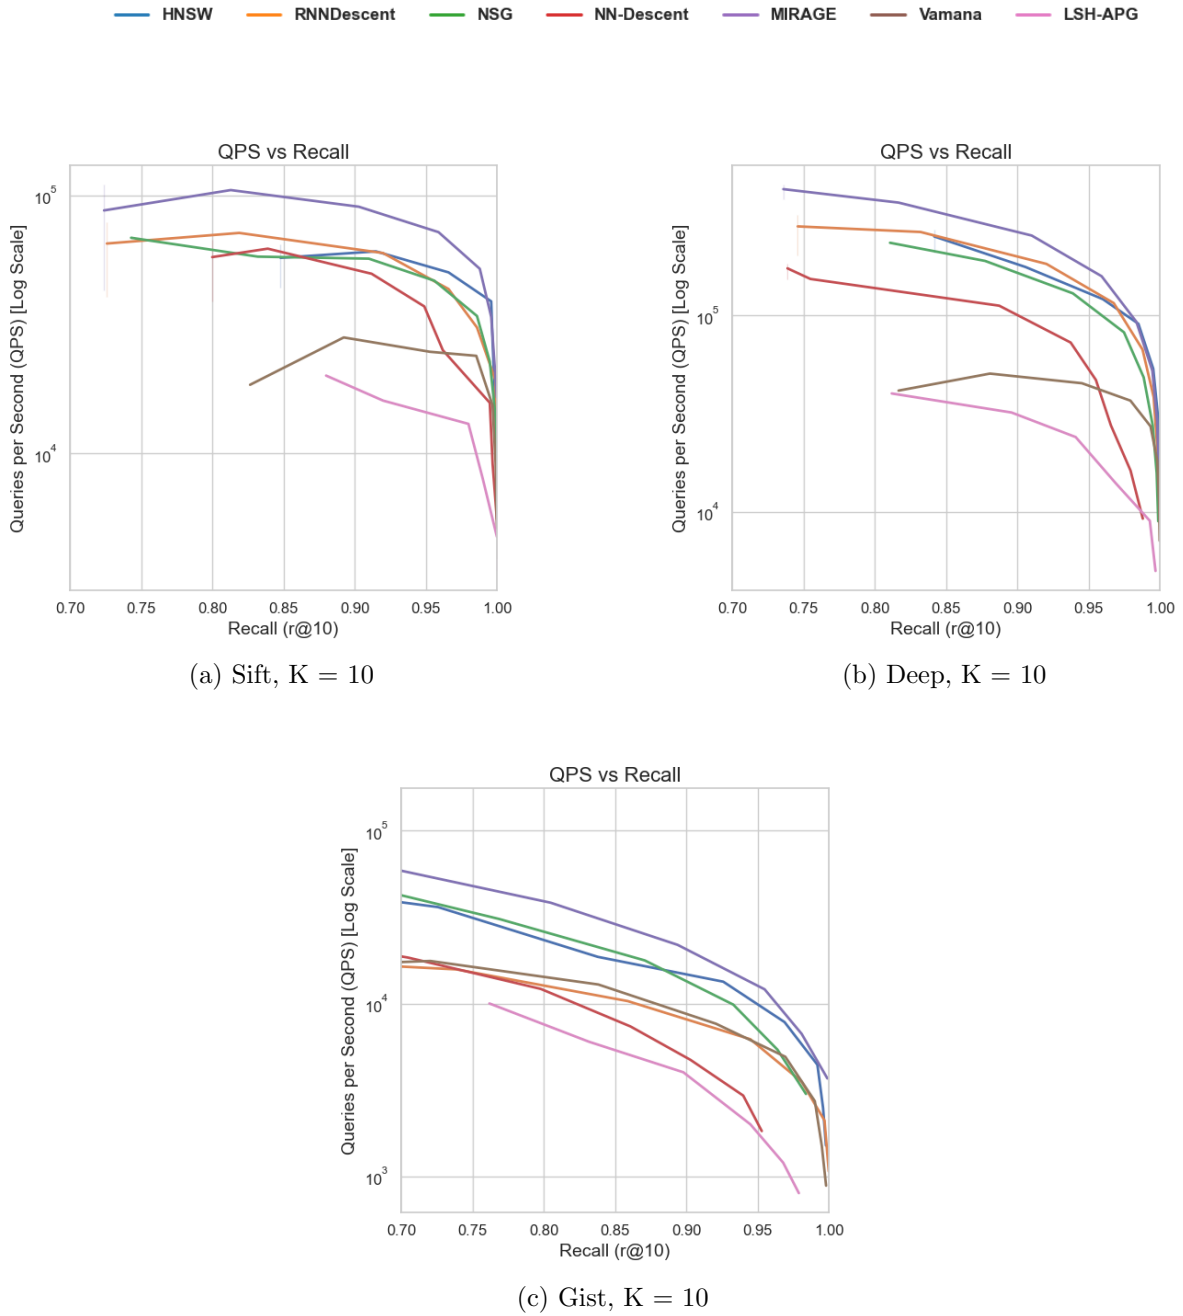 HNSW RNNDescent NSG NN-Descent MIRAGE Vamana LSH-APG
QPS vs Recall
Queries per Second (QPS) [Log Scale]
10^5
10^4
0.70 0.75 0.80 0.85 0.90 0.95 1.00
Recall (r@10)
(a) Sift, K = 10
QPS vs Recall
Queries per Second (QPS) [Log Scale]
10^5
10^4
0.70 0.75 0.80 0.85 0.90 0.95 1.00
Recall (r@10)
(b) Deep, K = 10
QPS vs Recall
Queries per Second (QPS) [Log Scale]
10^5
10^4
10^3
0.70 0.75 0.80 0.85 0.90 0.95 1.00
Recall (r@10)
(c) Gist, K = 10